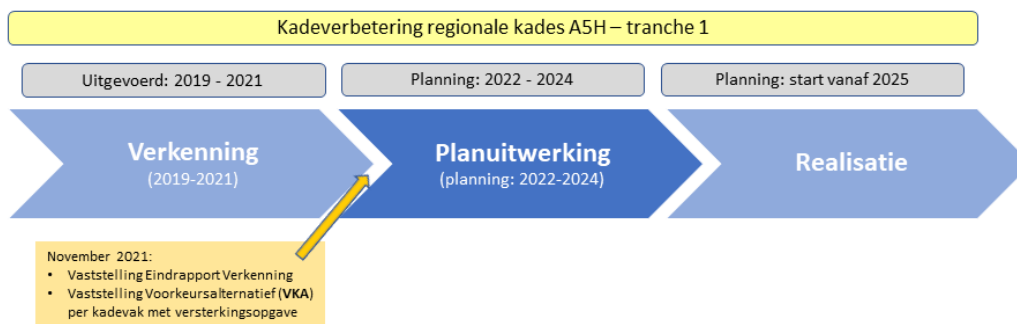 Kadeverbetering regionale kades A5H – tranche 1
Uitgevoerd: 2019 - 2021
Planning: 2022 - 2024
Planning: start vanaf 2025
Verkenning
(2019-2021)
Planuitwerking
(planning: 2022-2024)
Realisatie
November 2021:
• Vaststelling Eindrapport Verkenning
• Vaststelling Voorkeursalternatief (VKA)
per kadevak met versterkingsopgave